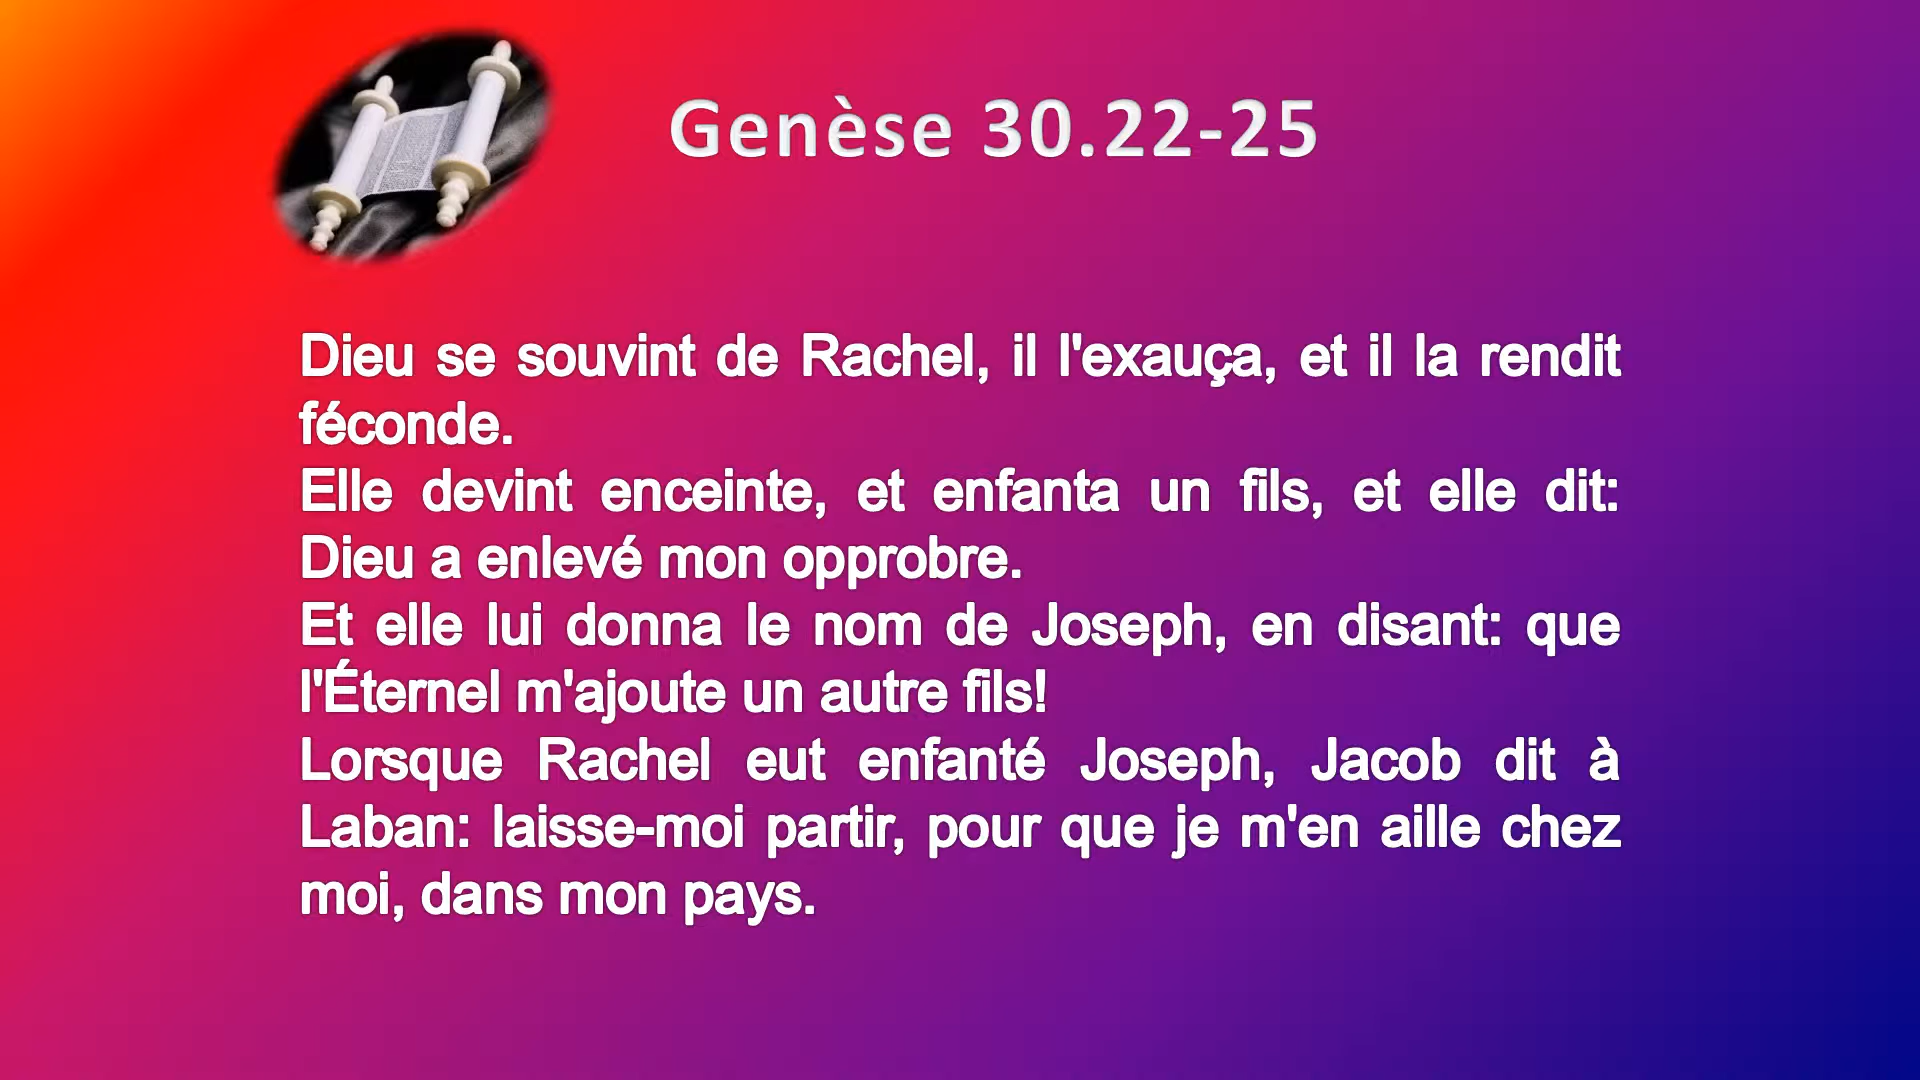 Genèse 30.22-25
Dieu se souvint de Rachel, il l'exauça, et il la rendit
féconde.
Elle devint enceinte, et enfanta un fils, et elle dit:
Dieu a enlevé mon opprobre.
Et elle lui donna le nom de Joseph, en disant: que
l'Éternel m'ajoute un autre fils!
Lorsque Rachel eut enfanté Joseph, Jacob dit à
Laban: laisse-moi partir, pour que je m'en aille chez
moi, dans mon pays.